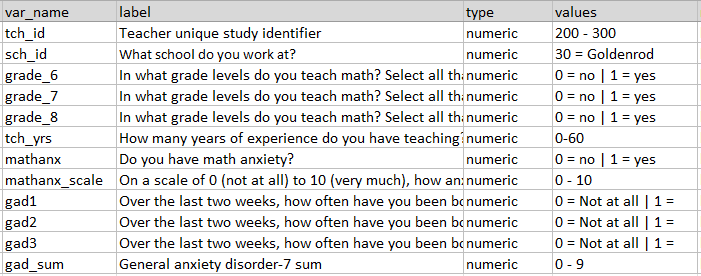 var_name label type values
tch_id Teacher unique study identifier numeric 200 - 300
sch_id What school do you work at? numeric 30 = Goldenrod
grade_6 In what grade levels do you teach math? Select all tha numeric 0 = no | 1 = yes
grade_7 In what grade levels do you teach math? Select all tha numeric 0 = no | 1 = yes
grade_8 In what grade levels do you teach math? Select all tha numeric 0 = no | 1 = yes
tch_yrs How many years of experience do you have teaching? numeric 0-60
mathanx Do you have math anxiety? numeric 0 = no | 1 = yes
mathanx_scale On a scale of 0 (not at all) to 10 (very much), how anx numeric 0 - 10
gad1 Over the last two weeks, how often have you been bo numeric 0 = Not at all | 1 =
gad2 Over the last two weeks, how often have you been bo numeric 0 = Not at all | 1 =
gad3 Over the last two weeks, how often have you been bo numeric 0 = Not at all | 1 =
gad_sum General anxiety disorder-7 sum numeric 0 - 9